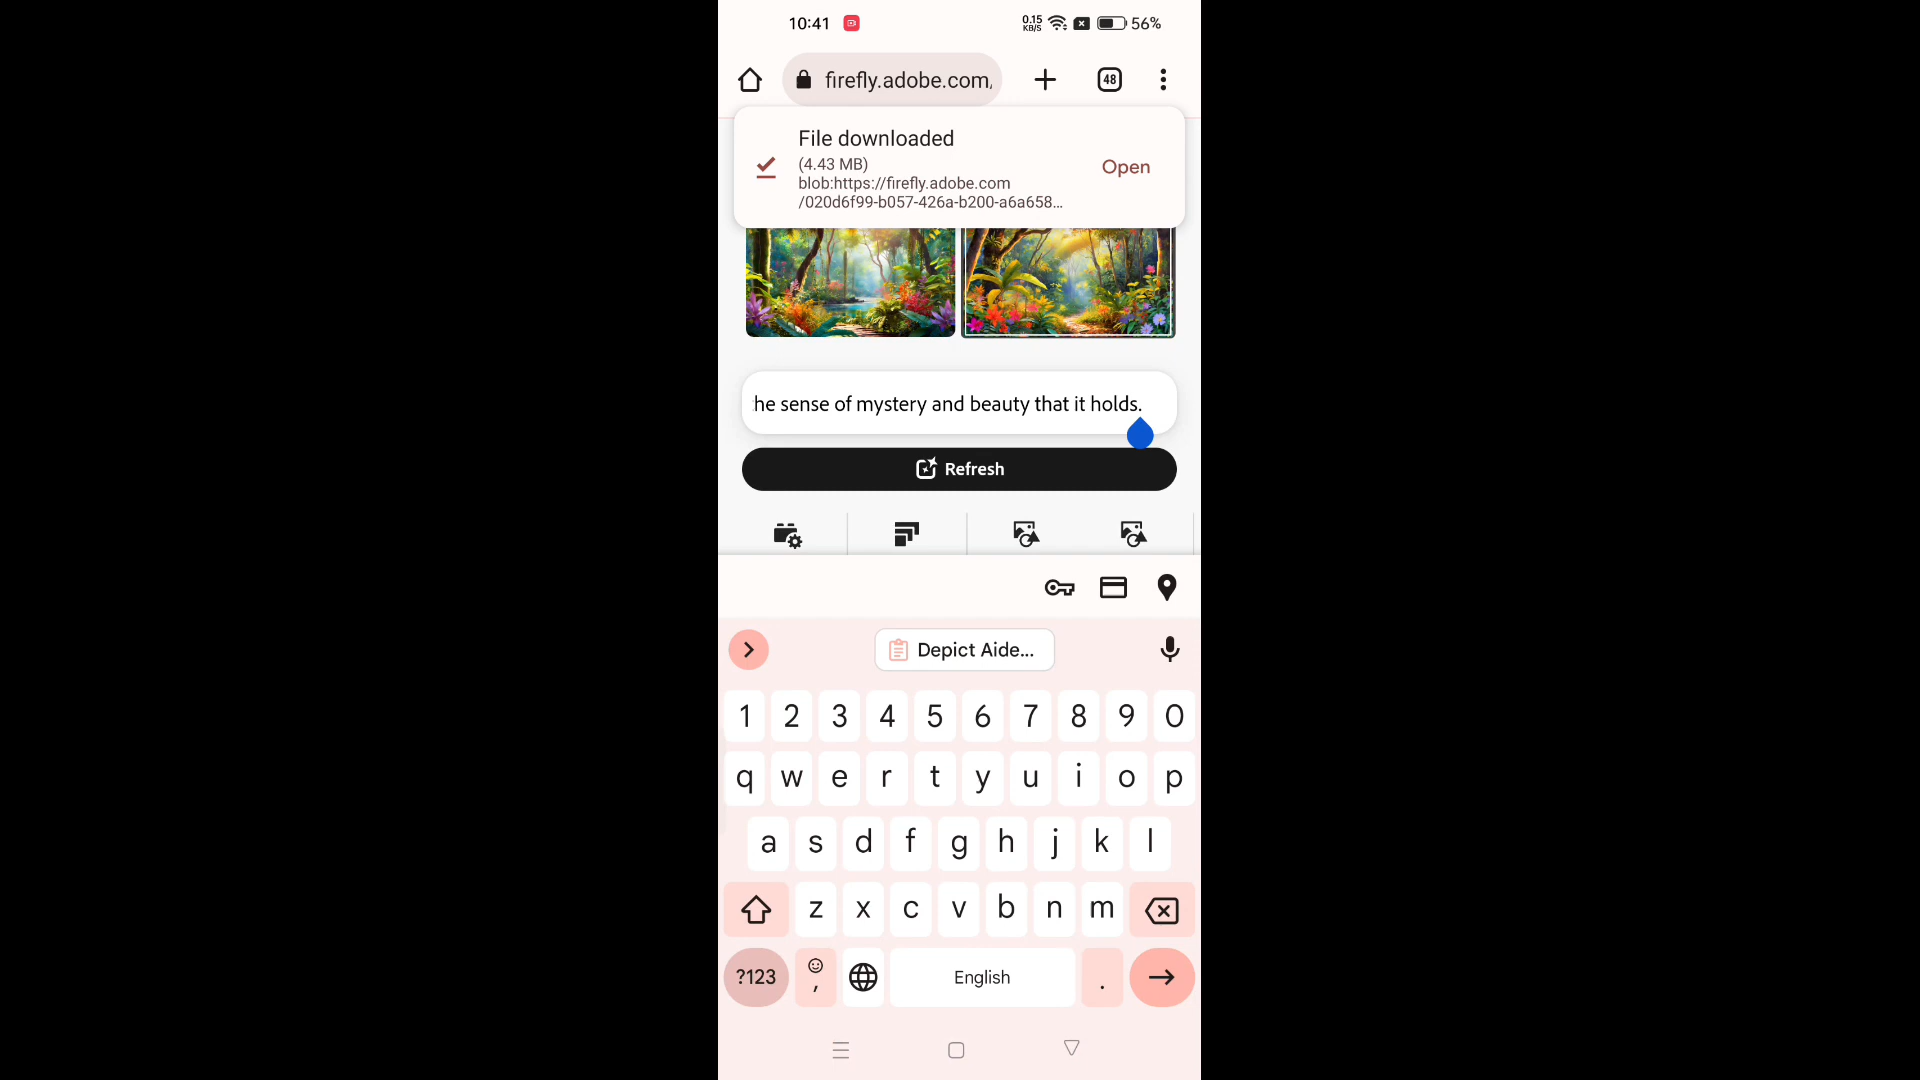 10:41
0.15
KB/S
56%
firefly.adobe.com/
48
File downloaded
(4.43 MB)
blob:https://firefly.adobe.com
/020d6f99-b057-426a-b200-a6a658...
Open
he sense of mystery and beauty that it holds.
Refresh
Depict Aide...
1 2 3 4 5 6 7 8 9 0
q w e r t y u i o p
a s d f g h j k l
z x c v b n m
?123 , English .